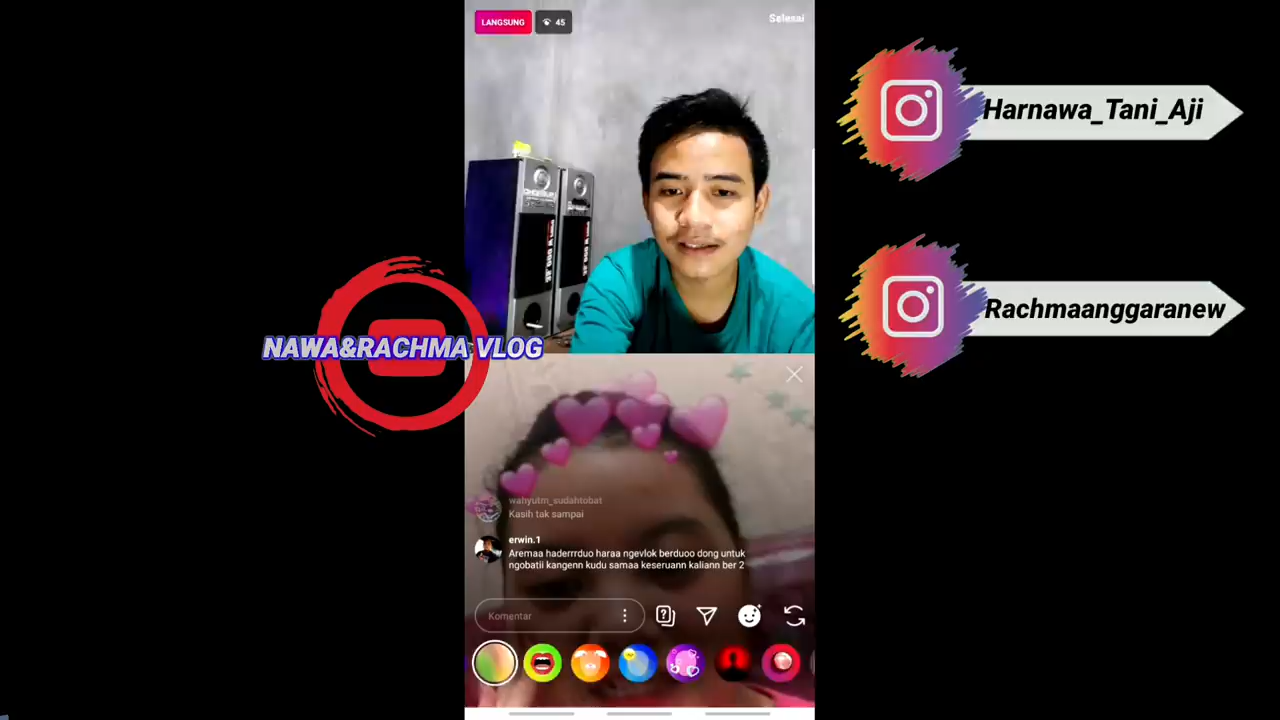 LANGSUNG
45
Selesai
Harnawa_Tani_Aji
Rachmaanggaranew
NAWA&RACHMA VLOG
wahyutm_sudahtobat
Kasih tak sampai
erwin.1
Aremaa haderrrduo haraa ngevlok berduoo dong untuk
ngobatii kangenn kudu samaa keseruann kaliann ber 2
Komentar